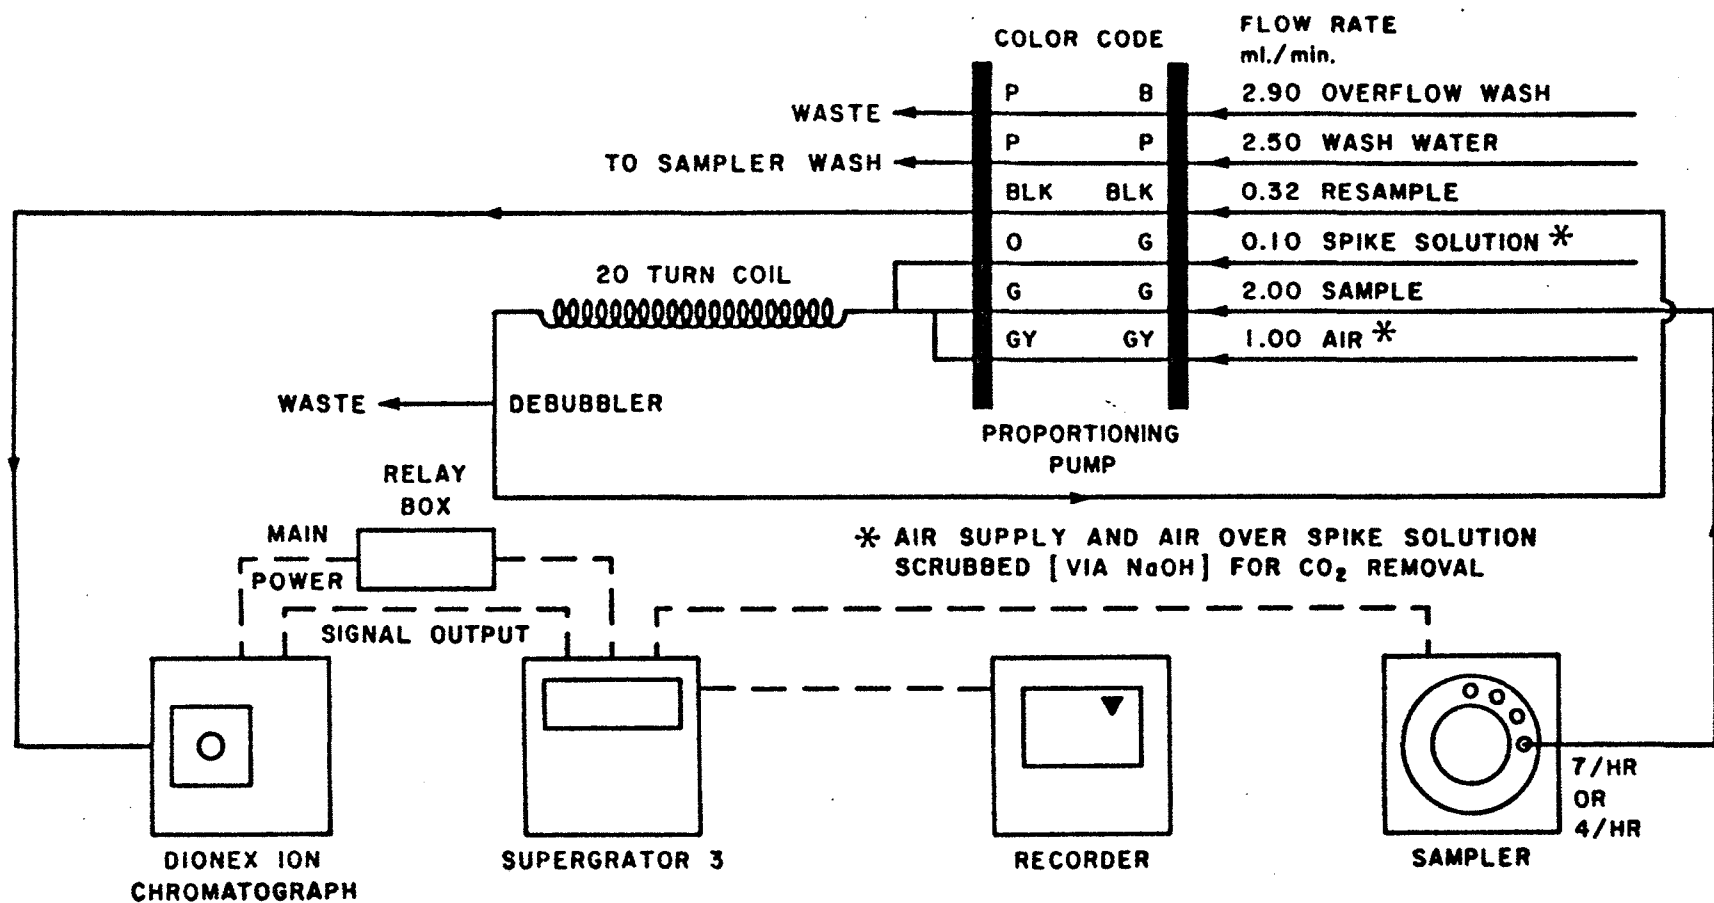 COLOR CODE
FLOW RATE
ml./min.
P B 2.90 OVERFLOW WASH
WASTE
P P 2.50 WASH WATER
TO SAMPLER WASH
BLK BLK 0.32 RESAMPLE
O G 0.10 SPIKE SOLUTION *
20 TURN COIL
G G 2.00 SAMPLE
GY GY 1.00 AIR *
WASTE
DEBUBBLER
PROPORTIONING
PUMP
RELAY
BOX
MAIN
POWER
* AIR SUPPLY AND AIR OVER SPIKE SOLUTION
SCRUBBED [VIA NaOH] FOR CO₂ REMOVAL
SIGNAL OUTPUT
7/HR
OR
4/HR
DIONEX ION
CHROMATOGRAPH
SUPERGRATOR 3
RECORDER
SAMPLER